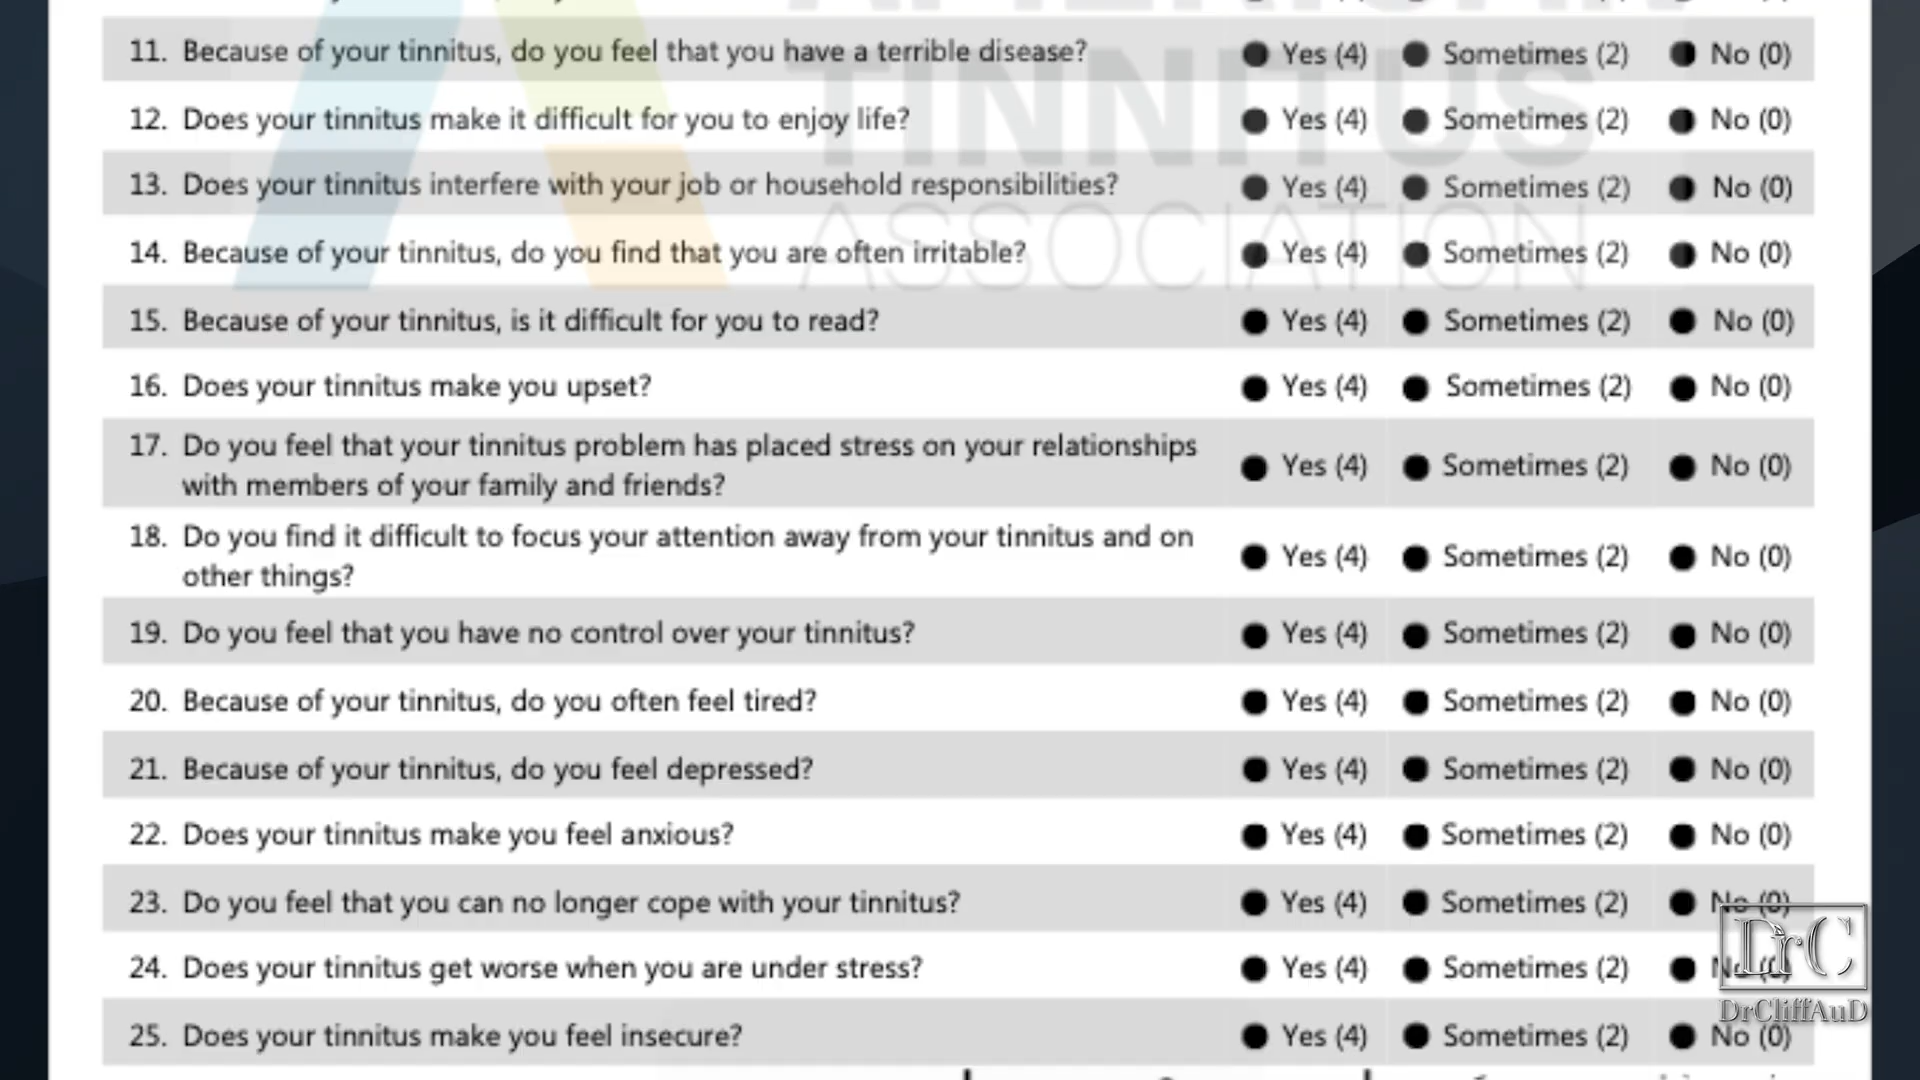 AMERICAN
TINNITUS
ASSOCIATION
11. Because of your tinnitus, do you feel that you have a terrible disease? Yes (4) Sometimes (2) No (0)
12. Does your tinnitus make it difficult for you to enjoy life? Yes (4) Sometimes (2) No (0)
13. Does your tinnitus interfere with your job or household responsibilities? Yes (4) Sometimes (2) No (0)
14. Because of your tinnitus, do you find that you are often irritable? Yes (4) Sometimes (2) No (0)
15. Because of your tinnitus, is it difficult for you to read? Yes (4) Sometimes (2) No (0)
16. Does your tinnitus make you upset? Yes (4) Sometimes (2) No (0)
17. Do you feel that your tinnitus problem has placed stress on your relationships
with members of your family and friends? Yes (4) Sometimes (2) No (0)
18. Do you find it difficult to focus your attention away from your tinnitus and on
other things? Yes (4) Sometimes (2) No (0)
19. Do you feel that you have no control over your tinnitus? Yes (4) Sometimes (2) No (0)
20. Because of your tinnitus, do you often feel tired? Yes (4) Sometimes (2) No (0)
21. Because of your tinnitus, do you feel depressed? Yes (4) Sometimes (2) No (0)
22. Does your tinnitus make you feel anxious? Yes (4) Sometimes (2) No (0)
23. Do you feel that you can no longer cope with your tinnitus? Yes (4) Sometimes (2) No (0)
24. Does your tinnitus get worse when you are under stress? Yes (4) Sometimes (2) No (0)
25. Does your tinnitus make you feel insecure? Yes (4) Sometimes (2) No (0)
DrC
DrCliffAuD